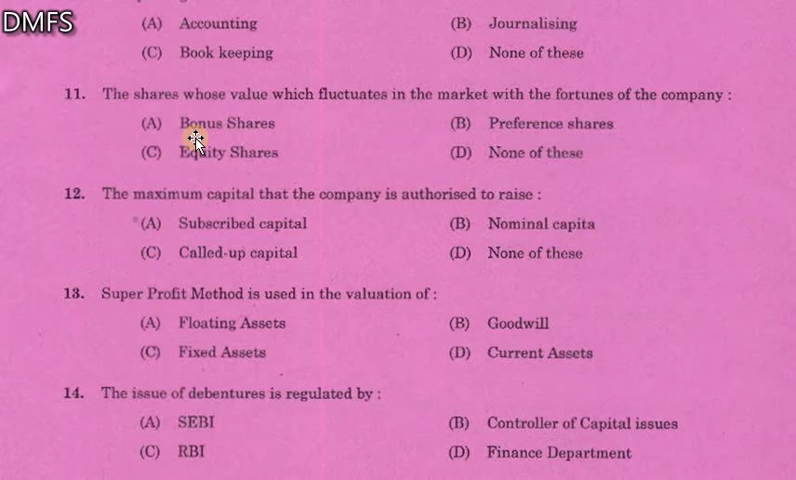 DMFS
(A) Accounting (B) Journalising
(C) Book keeping (D) None of these
11. The shares whose value which fluctuates in the market with the fortunes of the company :
(A) Bonus Shares (B) Preference shares
(C) Equity Shares (D) None of these
12. The maximum capital that the company is authorised to raise :
(A) Subscribed capital (B) Nominal capita
(C) Called-up capital (D) None of these
13. Super Profit Method is used in the valuation of :
(A) Floating Assets (B) Goodwill
(C) Fixed Assets (D) Current Assets
14. The issue of debentures is regulated by :
(A) SEBI (B) Controller of Capital issues
(C) RBI (D) Finance Department